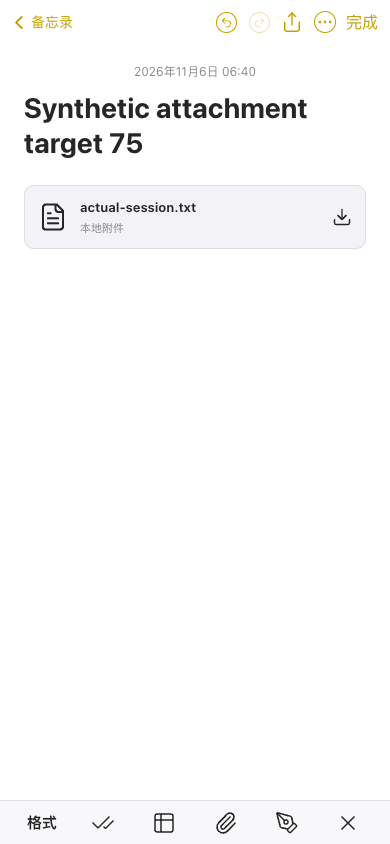 备忘录
完成
2026年11月6日 06:40
Synthetic attachment
target 75
actual-session.txt
本地附件
格式